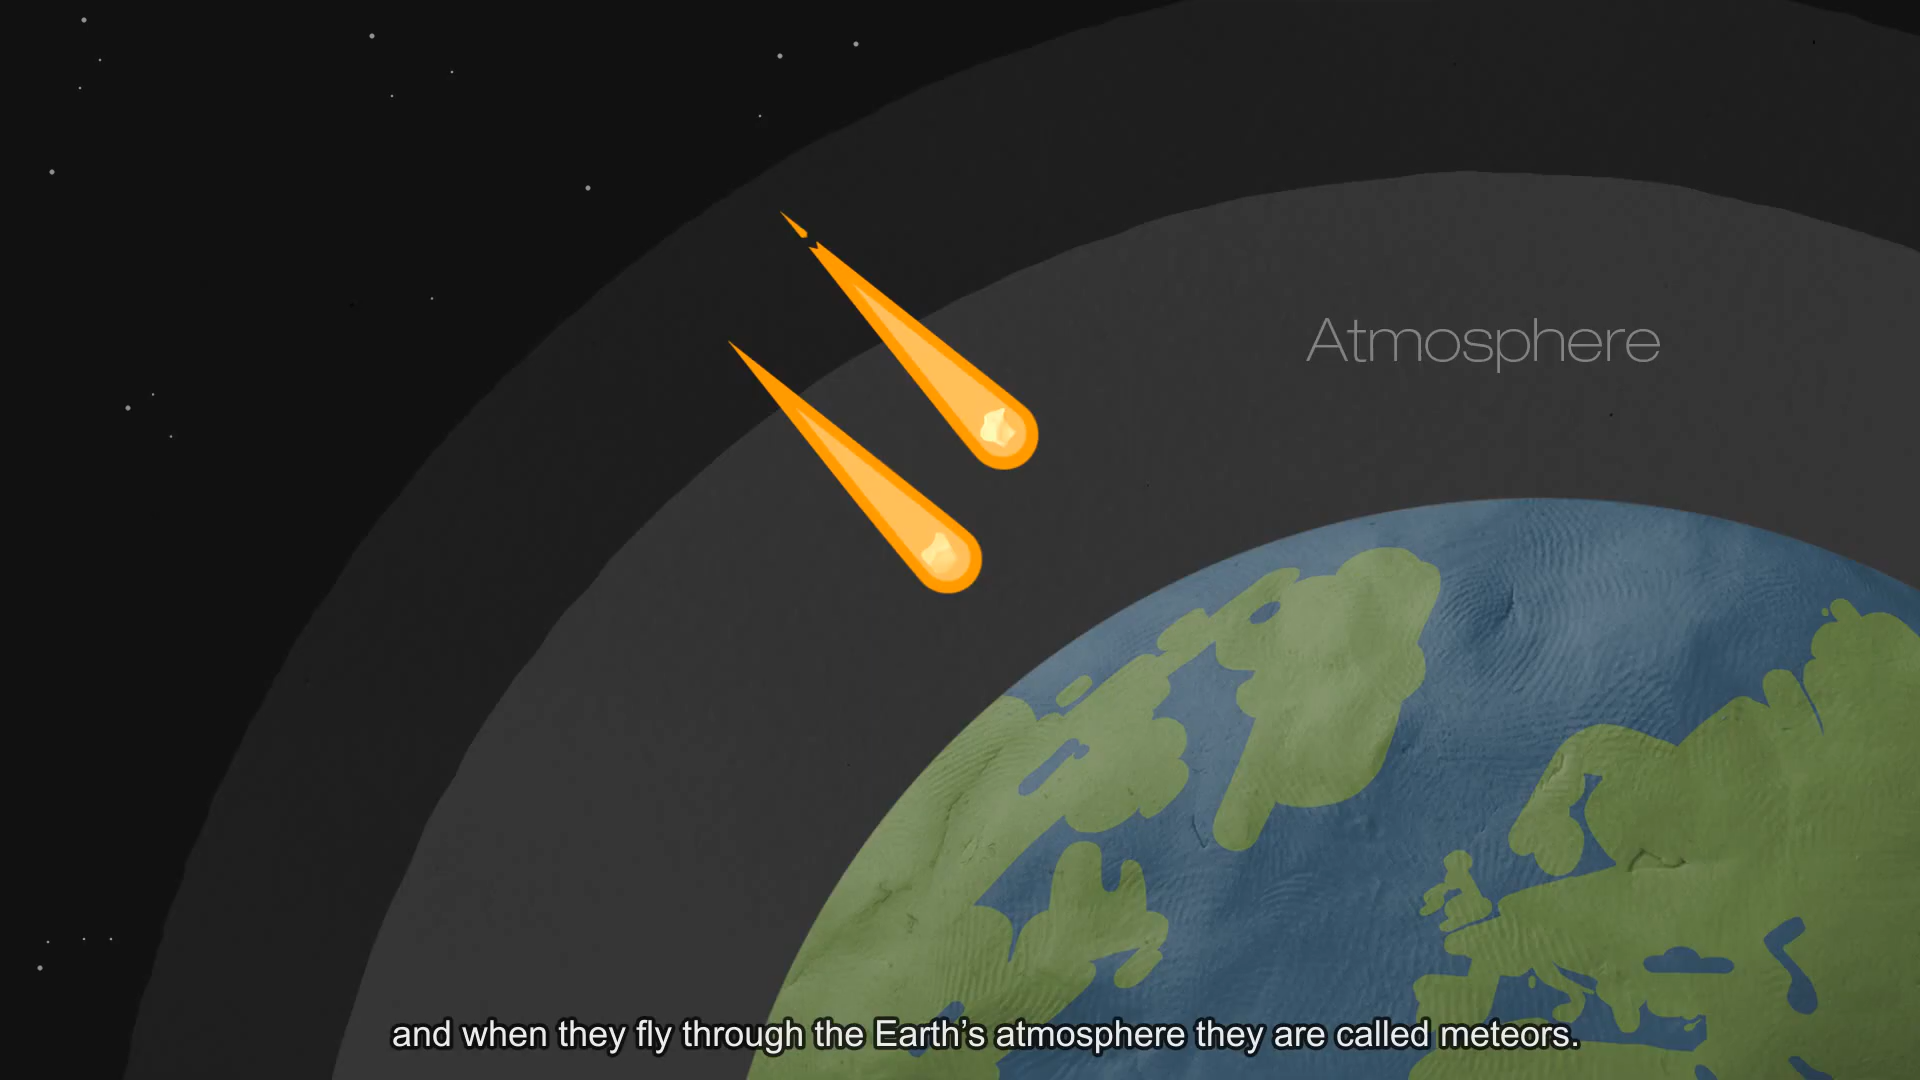 Atmosphere
and when they fly through the Earth’s atmosphere they are called meteors.